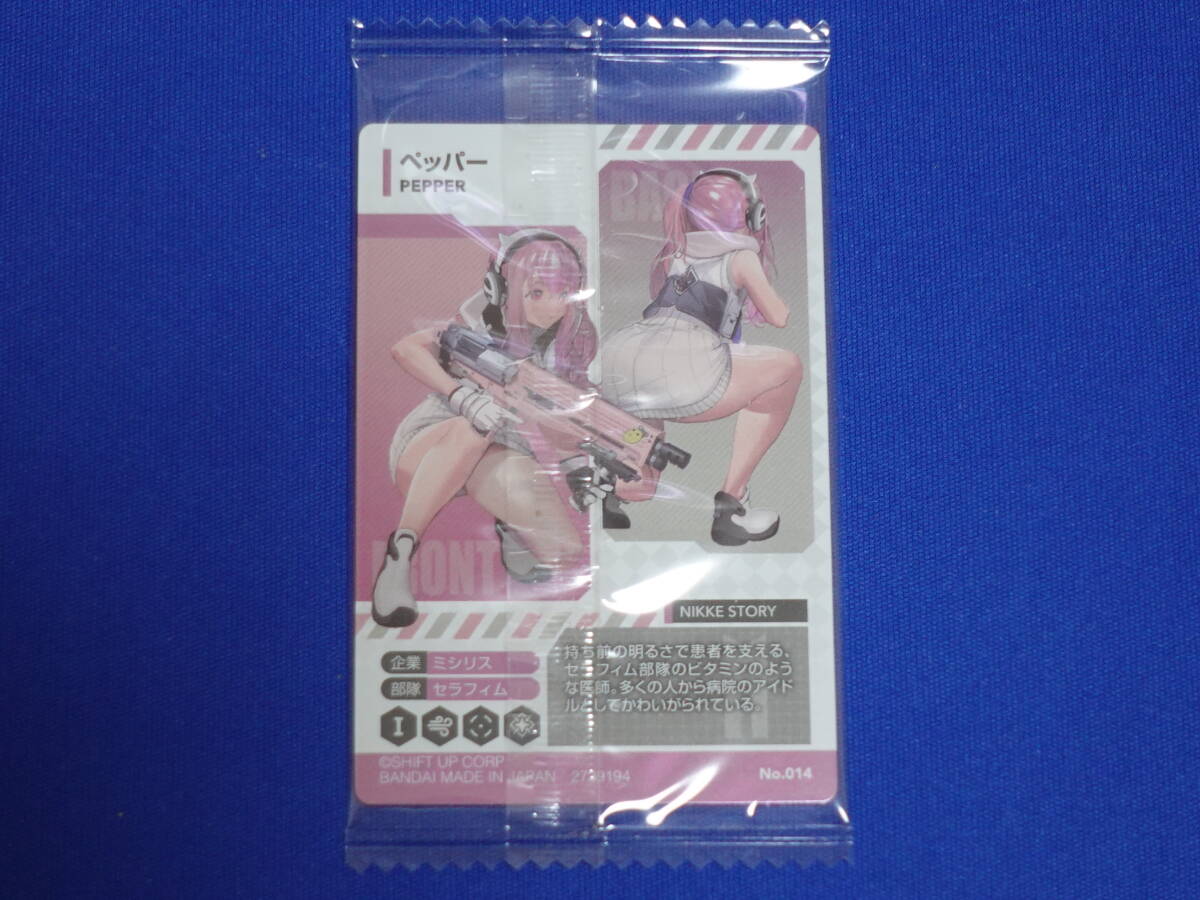 ペッパー
PEPPER
BA
FRONT
NIKKE STORY
企業 ミシリス
部隊 セラフィム
I
持ち前の明るさで患者を支える、
セラフィム部隊のビタミンのよう
な医師。多くの人から病院のアイド
ルとしてかわいがられている。
©SHIFT UP CORP
BANDAI MADE IN JAPAN 2739194
No.014